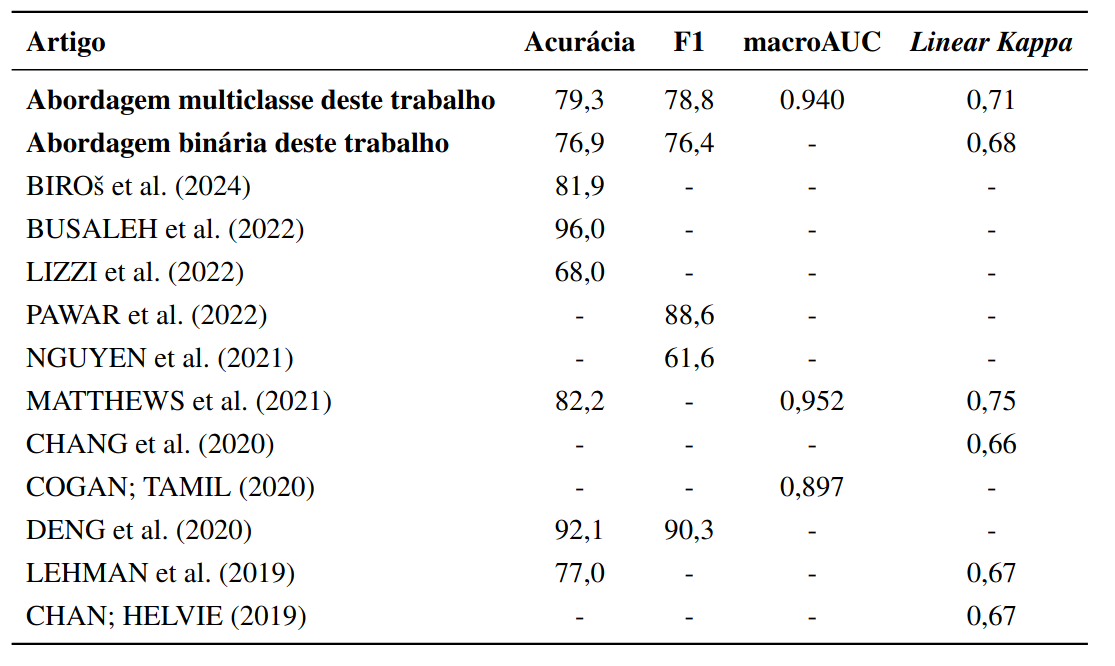 Artigo Acurácia F1 macroAUC Linear Kappa
Abordagem multiclasse deste trabalho 79,3 78,8 0.940 0,71
Abordagem binária deste trabalho 76,9 76,4 - 0,68
BIROš et al. (2024) 81,9 - - -
BUSALEH et al. (2022) 96,0 - - -
LIZZI et al. (2022) 68,0 - - -
PAWAR et al. (2022) - 88,6 - -
NGUYEN et al. (2021) - 61,6 - -
MATTHEWS et al. (2021) 82,2 - 0,952 0,75
CHANG et al. (2020) - - - 0,66
COGAN; TAMIL (2020) - - 0,897 -
DENG et al. (2020) 92,1 90,3 - -
LEHMAN et al. (2019) 77,0 - - 0,67
CHAN; HELVIE (2019) - - - 0,67